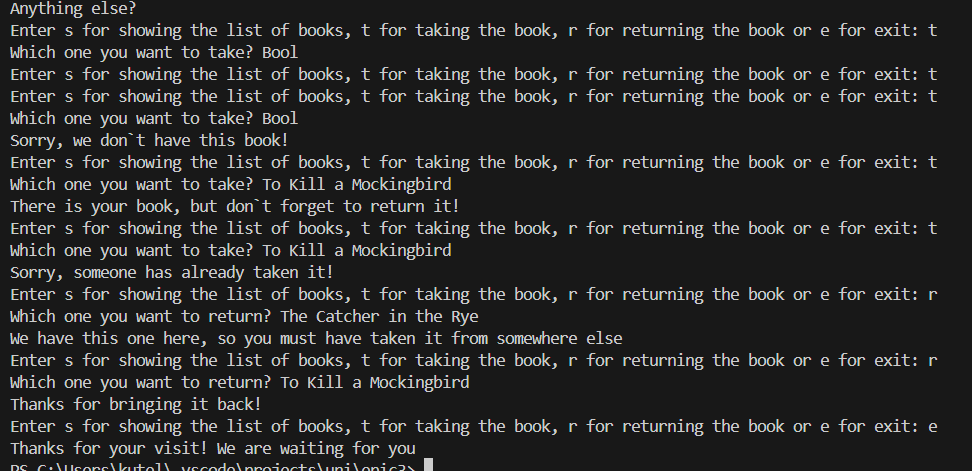 Anything else?
Enter s for showing the list of books, t for taking the book, r for returning the book or e for exit: t
Which one you want to take? Bool
Enter s for showing the list of books, t for taking the book, r for returning the book or e for exit: t
Enter s for showing the list of books, t for taking the book, r for returning the book or e for exit: t
Which one you want to take? Bool
Sorry, we don`t have this book!
Enter s for showing the list of books, t for taking the book, r for returning the book or e for exit: t
Which one you want to take? To Kill a Mockingbird
There is your book, but don`t forget to return it!
Enter s for showing the list of books, t for taking the book, r for returning the book or e for exit: t
Which one you want to take? To Kill a Mockingbird
Sorry, someone has already taken it!
Enter s for showing the list of books, t for taking the book, r for returning the book or e for exit: r
Which one you want to return? The Catcher in the Rye
We have this one here, so you must have taken it from somewhere else
Enter s for showing the list of books, t for taking the book, r for returning the book or e for exit: r
Which one you want to return? To Kill a Mockingbird
Thanks for bringing it back!
Enter s for showing the list of books, t for taking the book, r for returning the book or e for exit: e
Thanks for your visit! We are waiting for you
PS